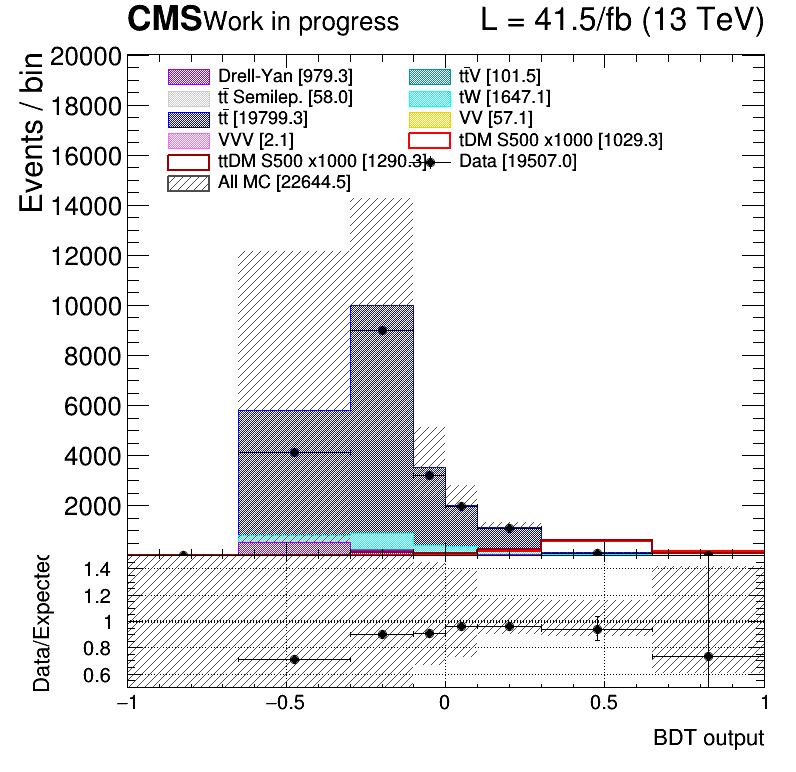 CMS Work in progress L = 41.5/fb (13 TeV)
Events / bin
20000
18000
16000
14000
12000
10000
8000
6000
4000
2000
Drell-Yan [979.3]
tt̄ Semilep. [58.0]
tt̄ [19799.3]
VVV [2.1]
ttDM S500 x1000 [1290.3]
All MC [22644.5]
tt̄V [101.5]
tW [1647.1]
VV [57.1]
tDM S500 x1000 [1029.3]
Data [19507.0]
Data/Expected
1.4
1.2
1
0.8
0.6
−1 −0.5 0 0.5 1
BDT output